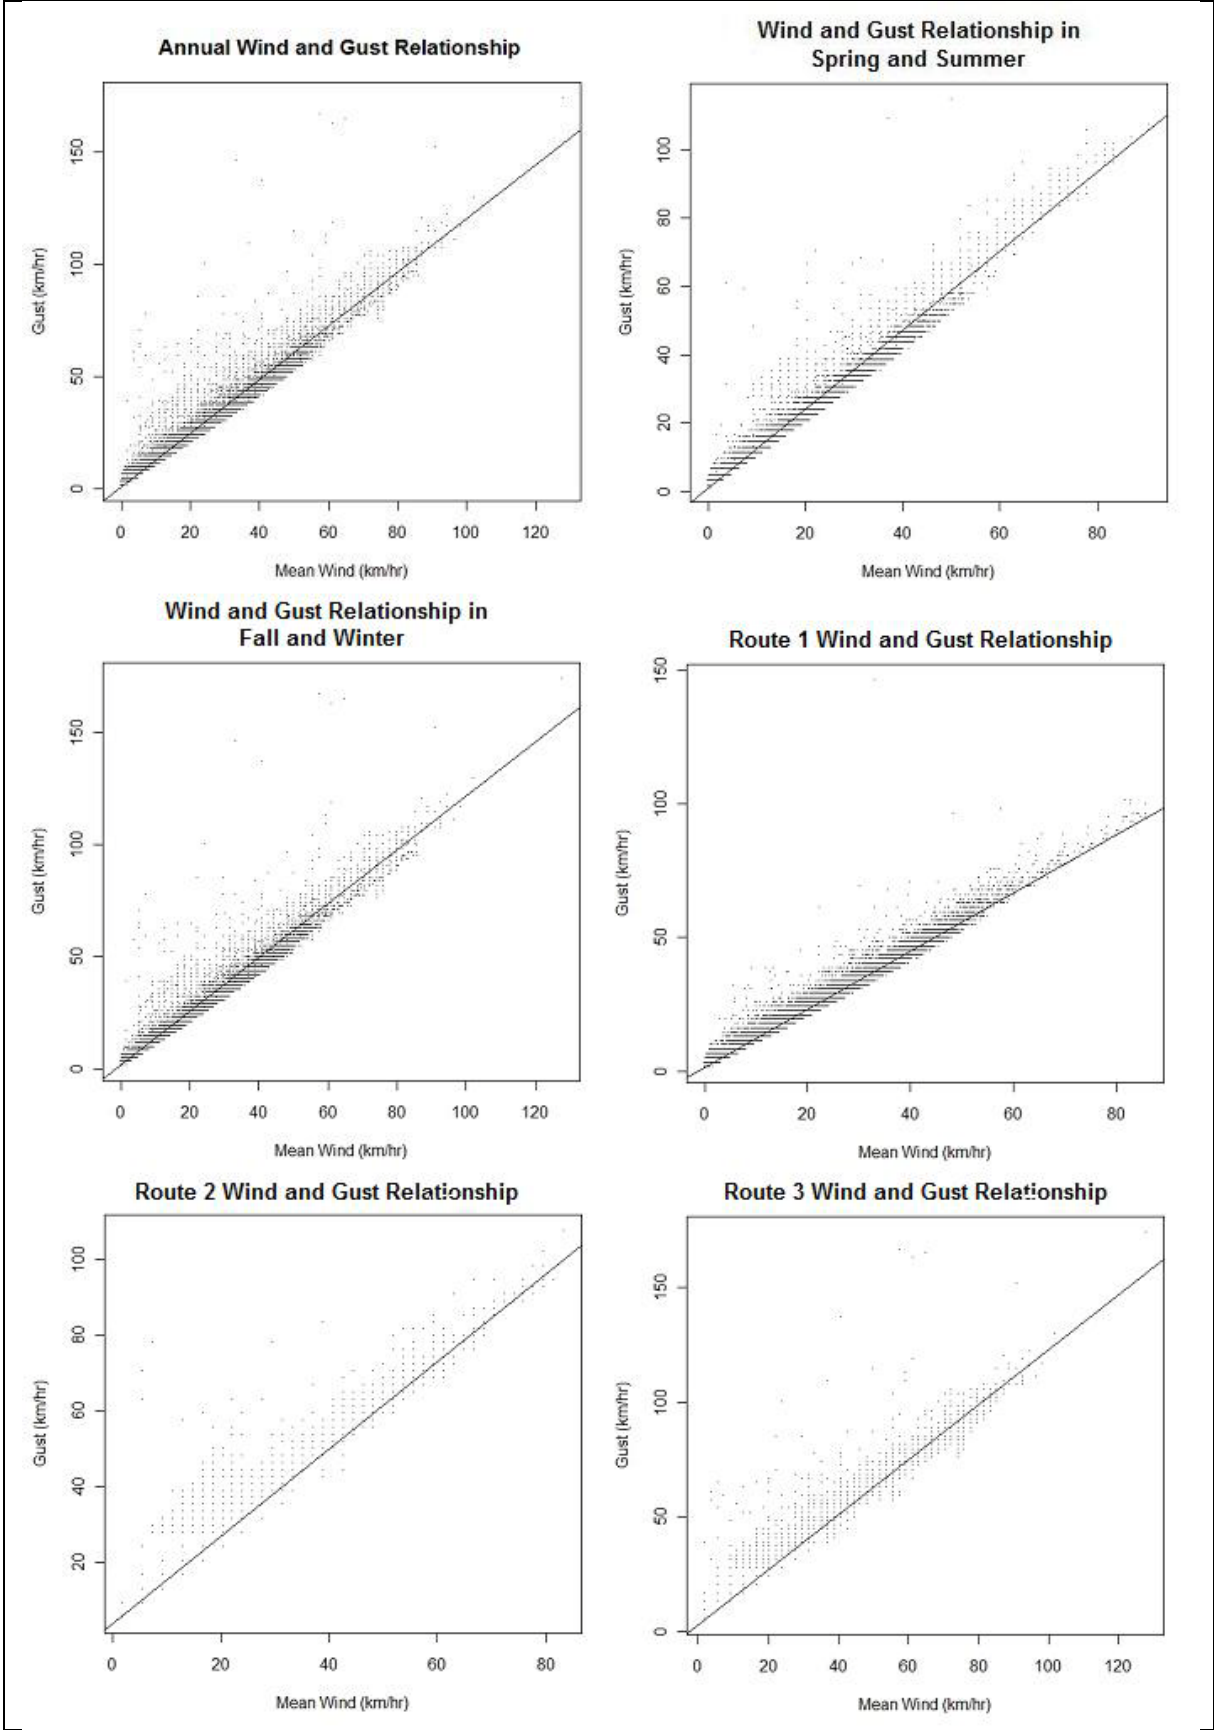 Annual Wind and Gust Relationship
150
100
50
0
Gust (km/hr)
0 20 40 60 80 100 120
Mean Wind (km/hr)
Wind and Gust Relationship in
Spring and Summer
100
80
60
40
20
0
Gust (km/hr)
0 20 40 60 80
Mean Wind (km/hr)
Wind and Gust Relationship in
Fall and Winter
150
100
50
0
Gust (km/hr)
0 20 40 60 80 100 120
Mean Wind (km/hr)
Route 1 Wind and Gust Relationship
150
100
50
0
Gust (km/hr)
0 20 40 60 80
Mean Wind (km/hr)
Route 2 Wind and Gust Relationship
100
80
60
40
20
Gust (km/hr)
0 20 40 60 80
Mean Wind (km/hr)
Route 3 Wind and Gust Relationship
150
100
50
0
Gust (km/hr)
0 20 40 60 80 100 120
Mean Wind (km/hr)